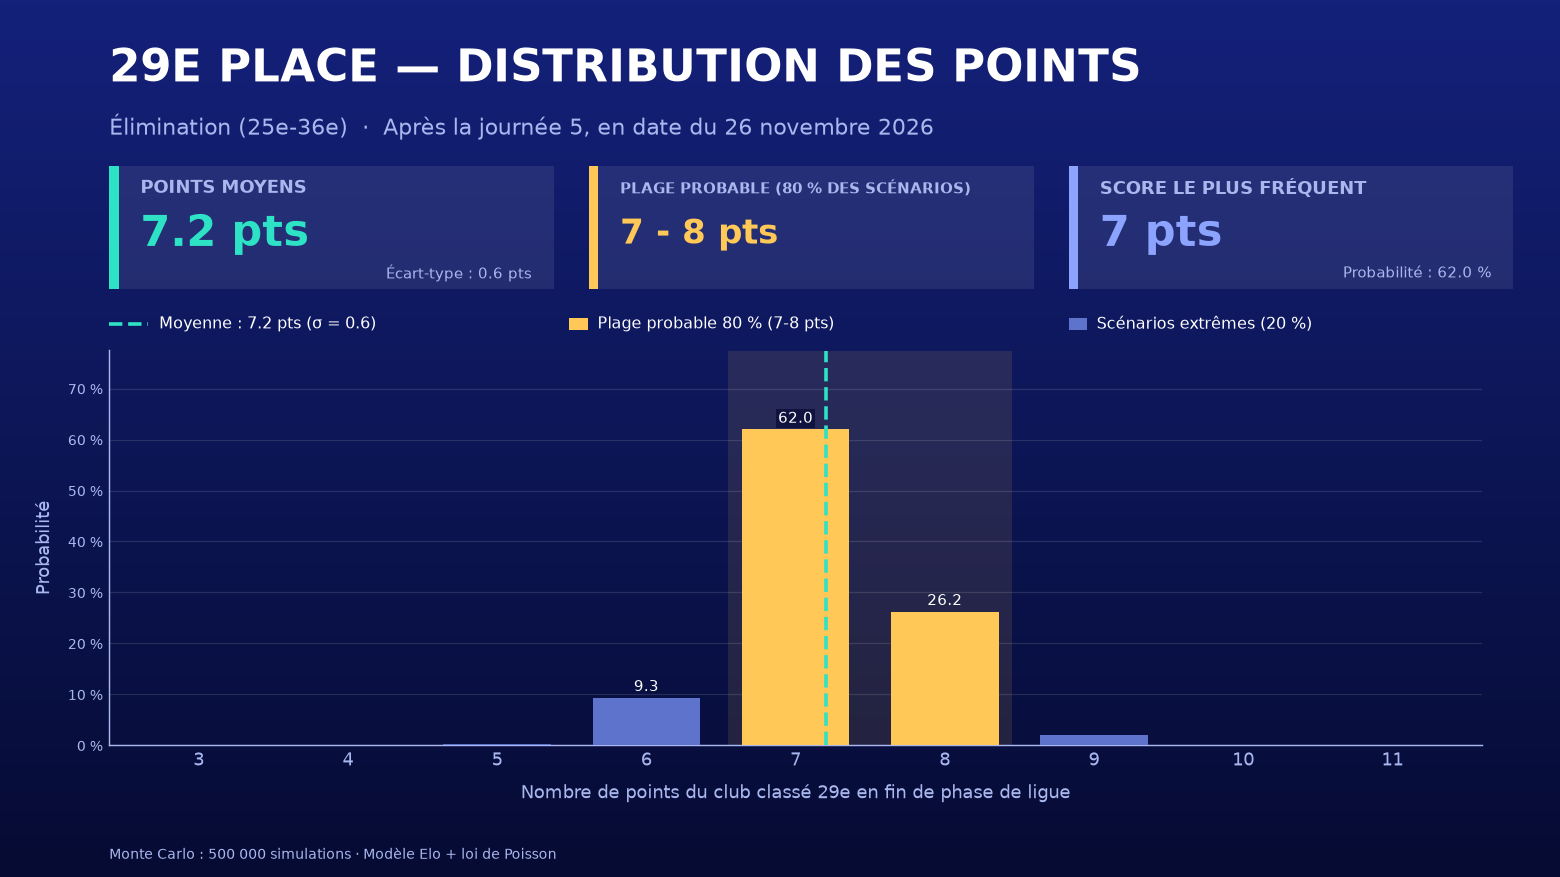 29E PLACE — DISTRIBUTION DES POINTS
Élimination (25e-36e) · Après la journée 5, en date du 26 novembre 2026
POINTS MOYENS
7.2 pts
Écart-type : 0.6 pts
PLAGE PROBABLE (80 % DES SCÉNARIOS)
7 - 8 pts
SCORE LE PLUS FRÉQUENT
7 pts
Probabilité : 62.0 %
Moyenne : 7.2 pts (σ = 0.6)
Plage probable 80 % (7-8 pts)
Scénarios extrêmes (20 %)
Probabilité
70 %
60 %
50 %
40 %
30 %
20 %
10 %
0 %
9.3
62.0
26.2
3 4 5 6 7 8 9 10 11
Nombre de points du club classé 29e en fin de phase de ligue
Monte Carlo : 500 000 simulations · Modèle Elo + loi de Poisson